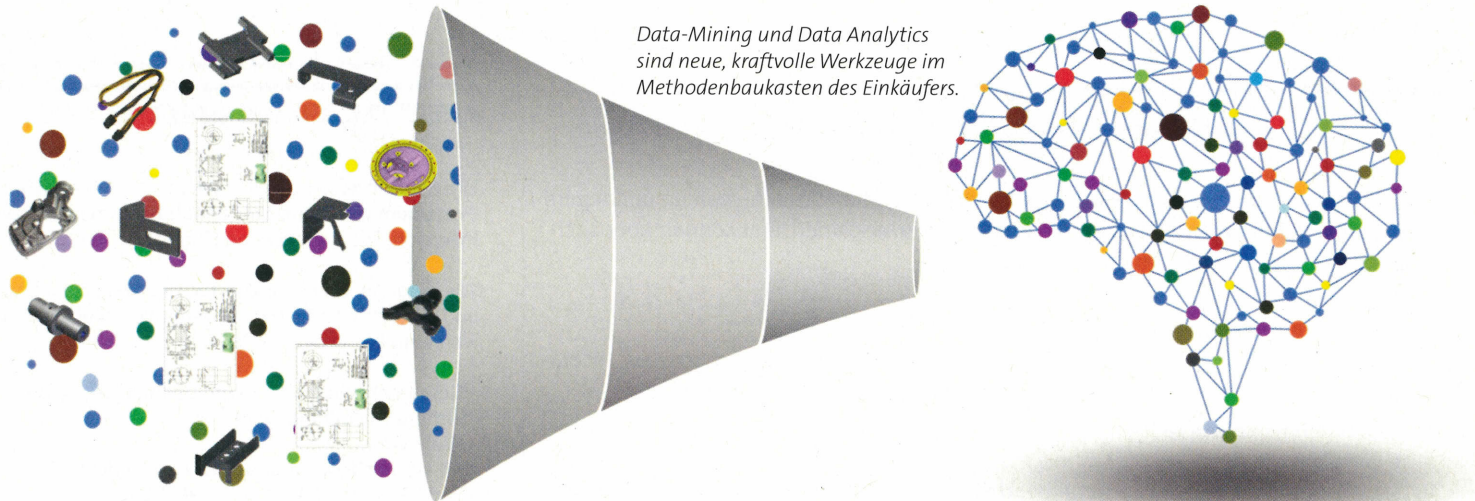 Data-Mining und Data Analytics
sind neue, kraftvolle Werkzeuge im
Methodenbaukasten des Einkäufers.